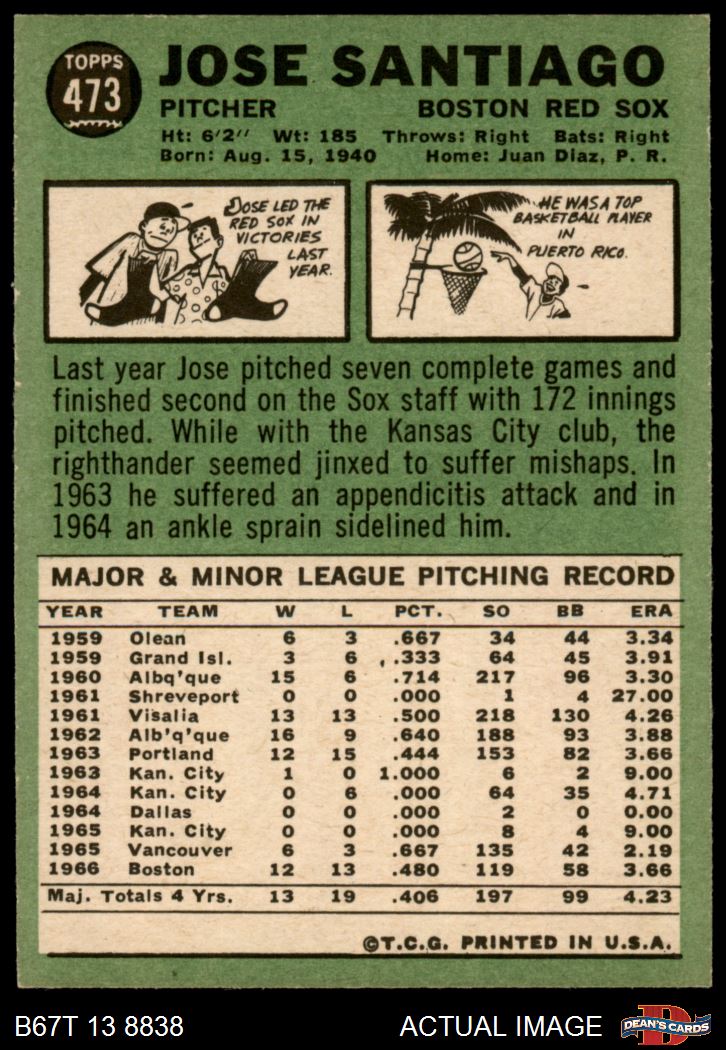 TOPPS
473
JOSE SANTIAGO
PITCHER BOSTON RED SOX
Ht: 6'2" Wt: 185 Throws: Right Bats: Right
Born: Aug. 15, 1940 Home: Juan Diaz, P. R.
JOSE LED THE
RED SOX IN
VICTORIES
LAST
YEAR.
HE WAS A TOP
BASKETBALL PLAYER
IN
PUERTO RICO.
Last year Jose pitched seven complete games and
finished second on the Sox staff with 172 innings
pitched. While with the Kansas City club, the
righthander seemed jinxed to suffer mishaps. In
1963 he suffered an appendicitis attack and in
1964 an ankle sprain sidelined him.
MAJOR & MINOR LEAGUE PITCHING RECORD
YEAR TEAM W L PCT. SO BB ERA
1959 Olean 6 3 .667 34 44 3.34
1959 Grand Isl. 3 6 .333 64 45 3.91
1960 Albq'que 15 6 .714 217 96 3.30
1961 Shreveport 0 0 .000 1 4 27.00
1961 Visalia 13 13 .500 218 130 4.26
1962 Alb'q'que 16 9 .640 188 93 3.88
1963 Portland 12 15 .444 153 82 3.66
1963 Kan. City 1 0 1.000 6 2 9.00
1964 Kan. City 0 6 .000 64 35 4.71
1964 Dallas 0 0 .000 2 0 0.00
1965 Kan. City 0 0 .000 8 4 9.00
1965 Vancouver 6 3 .667 135 42 2.19
1966 Boston 12 13 .480 119 58 3.66
Maj. Totals 4 Yrs. 13 19 .406 197 99 4.23
©T.C.G. PRINTED IN U.S.A.
B67T 13 8838 ACTUAL IMAGE
D
DEAN'S CARDS